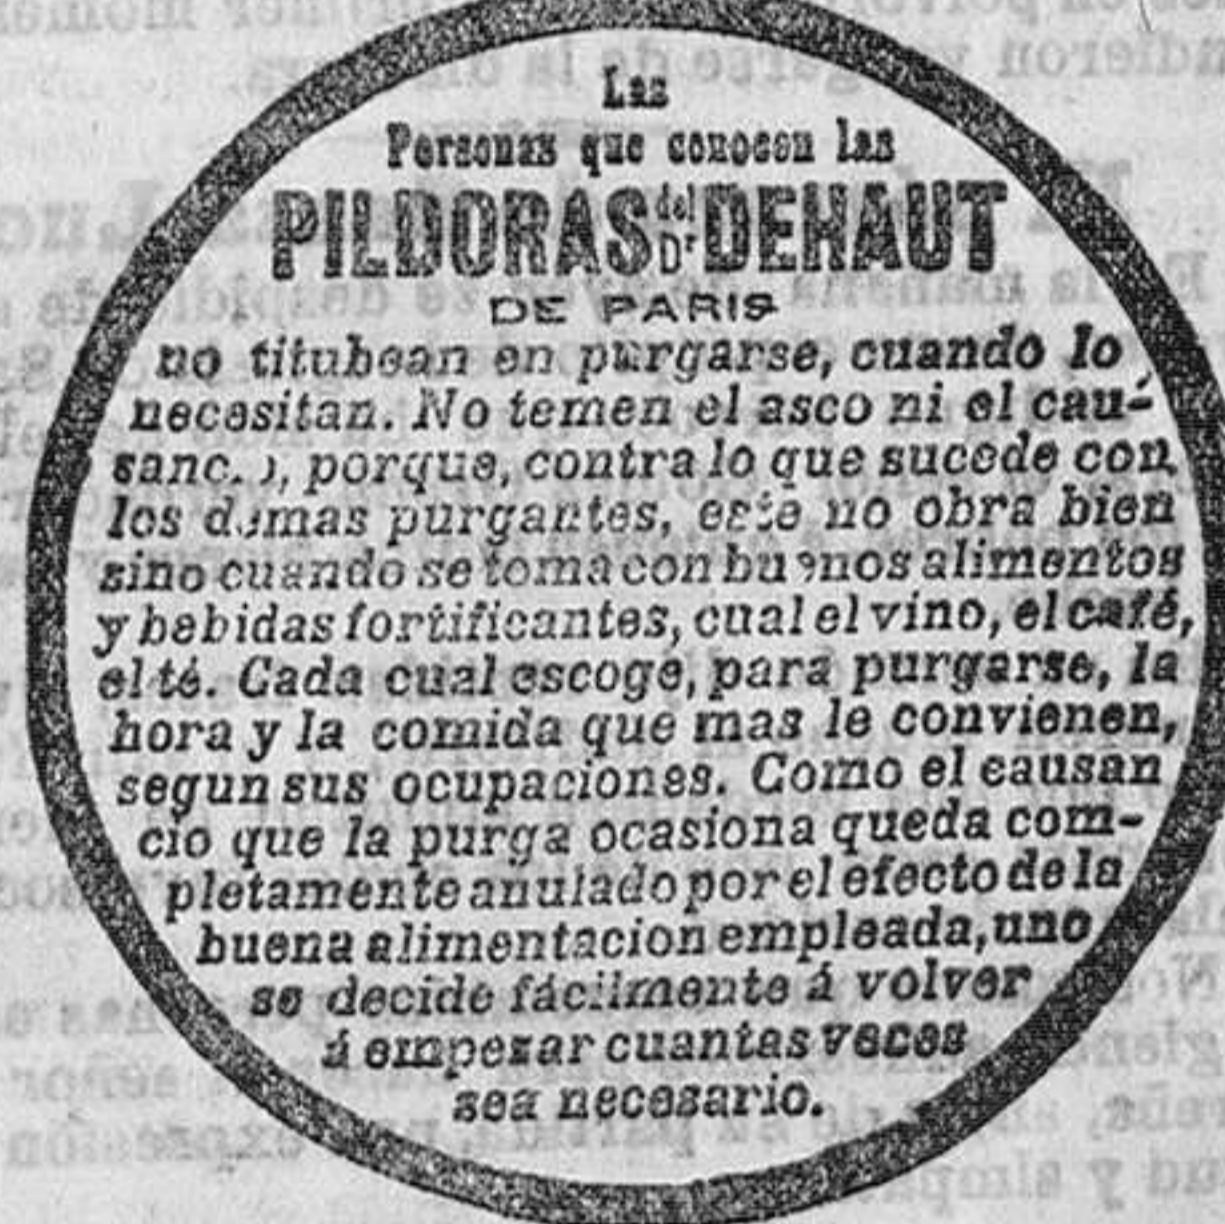 Las
Personas que conocen las
PILDORAS del Dr DEHAUT
DE PARIS
no titubean en purgarse, cuando lo
necesitan. No temen el asco ni el cau-
porque, contra lo que sucede con
los demas purgantes, este no obra bien
sino cuando se toma con buenos alimentos
y bebidas fortificantes, cual el vino, el café,
el té. Cada cual escoge, para purgarse, la
hora y la comida que mas le convienen,
segun sus ocupaciones. Como el causan
cio que la purga ocasiona queda com-
pletamente anulado por el efecto de la
buena alimentacion empleada, uno
se decide fácilmente á volver
á empezar cuantas veces
sea necesario.